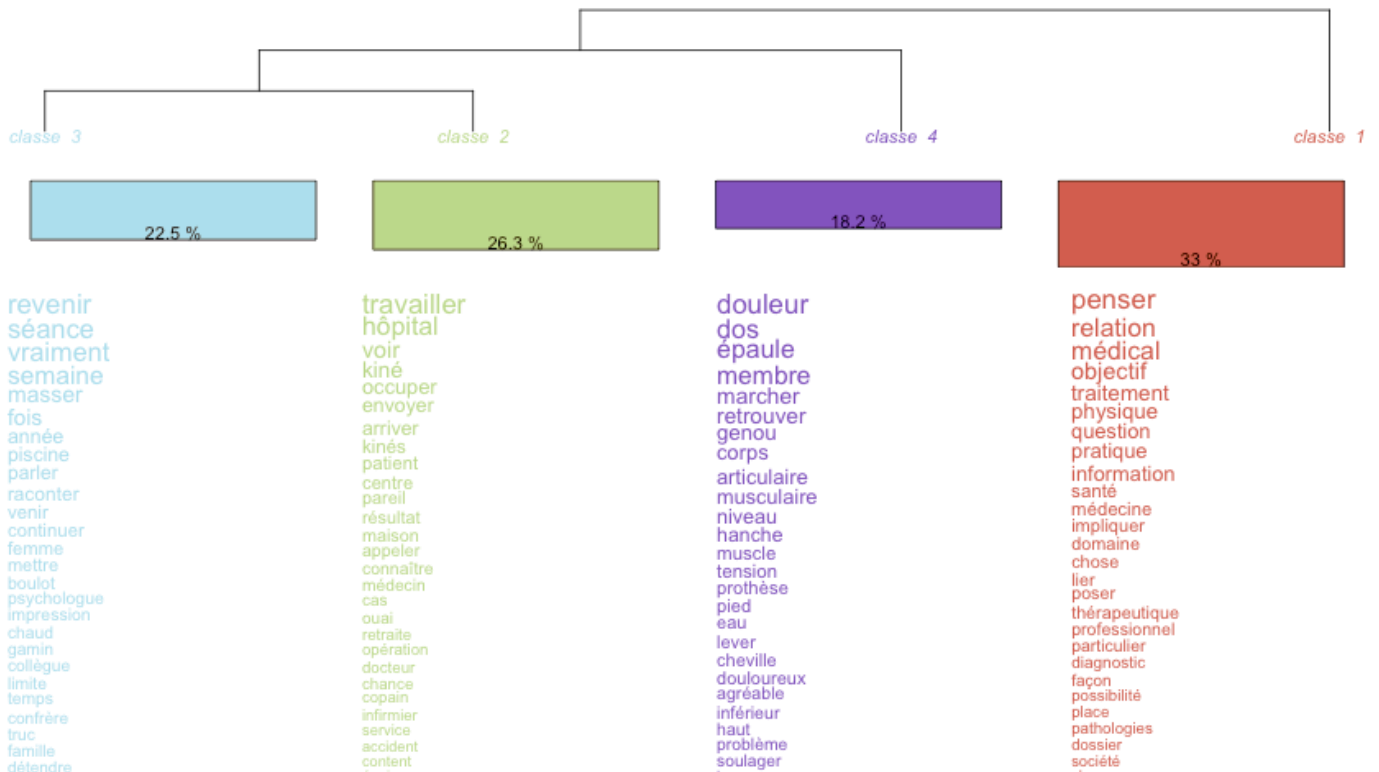 classe 3
classe 2
classe 4
classe 1
22.5 %
26.3 %
18.2 %
33 %
revenir
séance
vraiment
semaine
masser
fois
année
piscine
parler
raconter
venir
continuer
femme
mettre
boulot
psychologue
impression
chaud
gamin
collègue
limite
temps
confrère
truc
famille
détendre
travailler
hôpital
voir
kiné
occuper
envoyer
arriver
kinés
patient
centre
pareil
résultat
maison
appeler
connaître
médecin
cas
ouai
retraite
opération
docteur
chance
copain
infirmier
service
accident
content
douleur
dos
épaule
membre
marcher
retrouver
genou
corps
articulaire
musculaire
niveau
hanche
muscle
tension
prothèse
pied
eau
lever
cheville
douloureux
agréable
inférieur
haut
problème
soulager
penser
relation
médical
objectif
traitement
physique
question
pratique
information
santé
médecine
impliquer
domaine
chose
lier
poser
thérapeutique
professionnel
particulier
diagnostic
façon
possibilité
place
pathologies
dossier
société